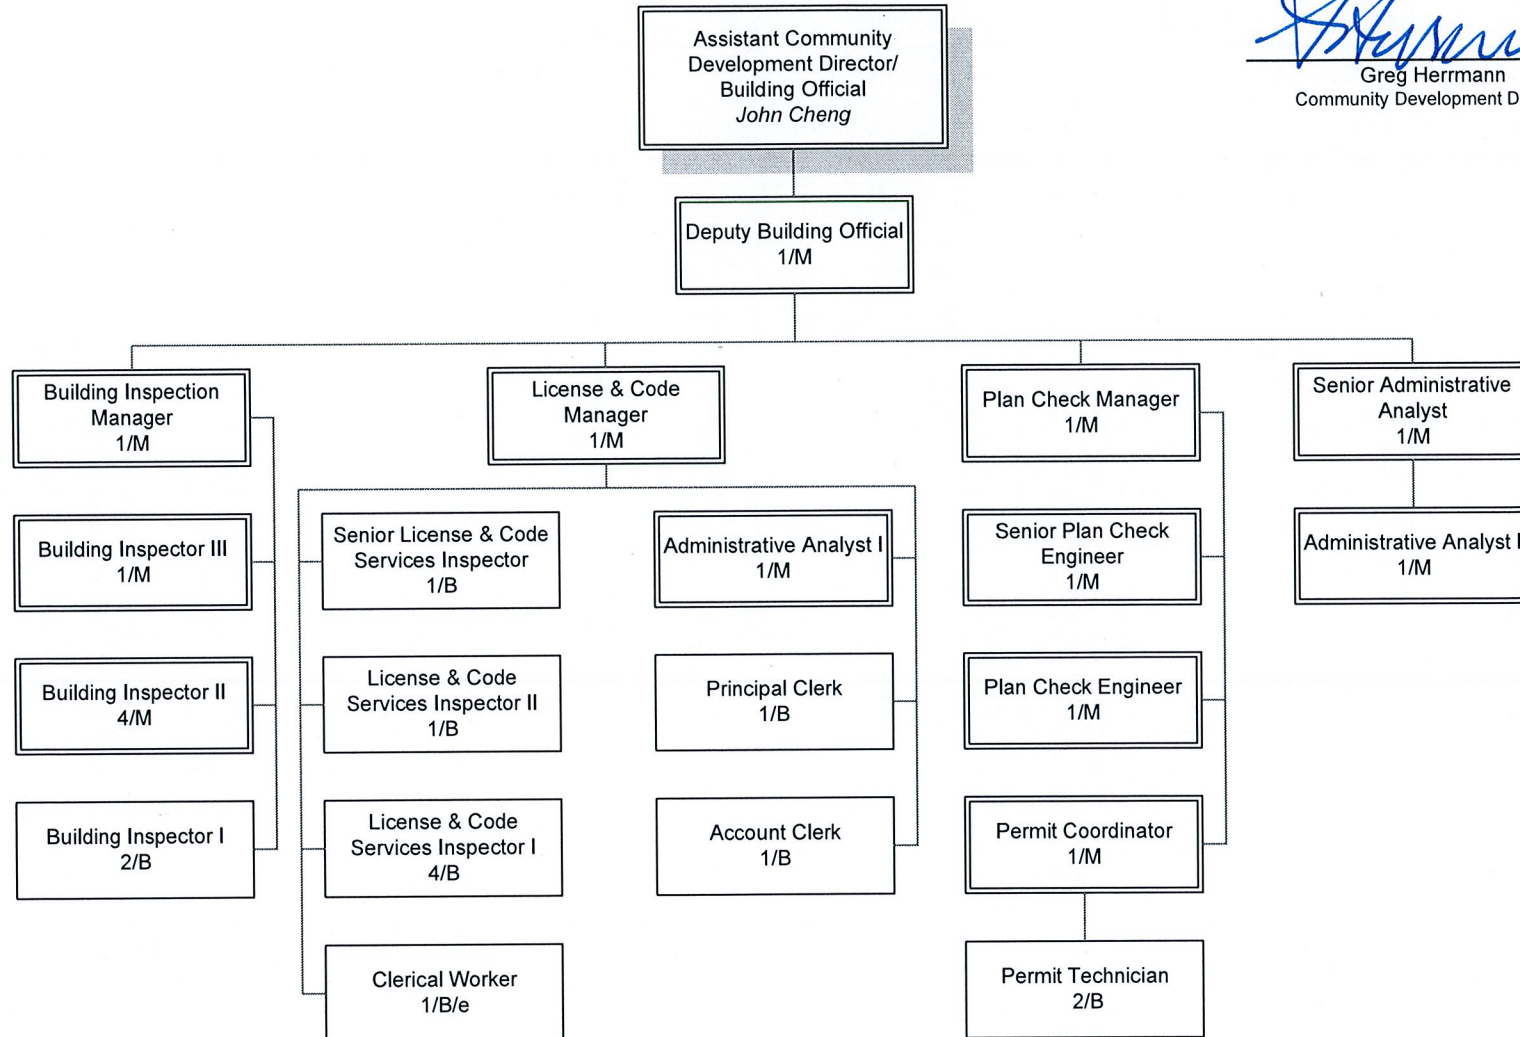 Assistant Community
Development Director/
Building Official
John Cheng
Greg Herrmann
Community Development D
Deputy Building Official
1/M
Building Inspection
Manager
1/M
License & Code
Manager
1/M
Plan Check Manager
1/M
Senior Administrative
Analyst
1/M
Building Inspector III
1/M
Senior License & Code
Services Inspector
1/B
Administrative Analyst I
1/M
Senior Plan Check
Engineer
1/M
Administrative Analyst I
1/M
Building Inspector II
4/M
License & Code
Services Inspector II
1/B
Principal Clerk
1/B
Plan Check Engineer
1/M
Building Inspector I
2/B
License & Code
Services Inspector I
4/B
Account Clerk
1/B
Permit Coordinator
1/M
Clerical Worker
1/B/e
Permit Technician
2/B